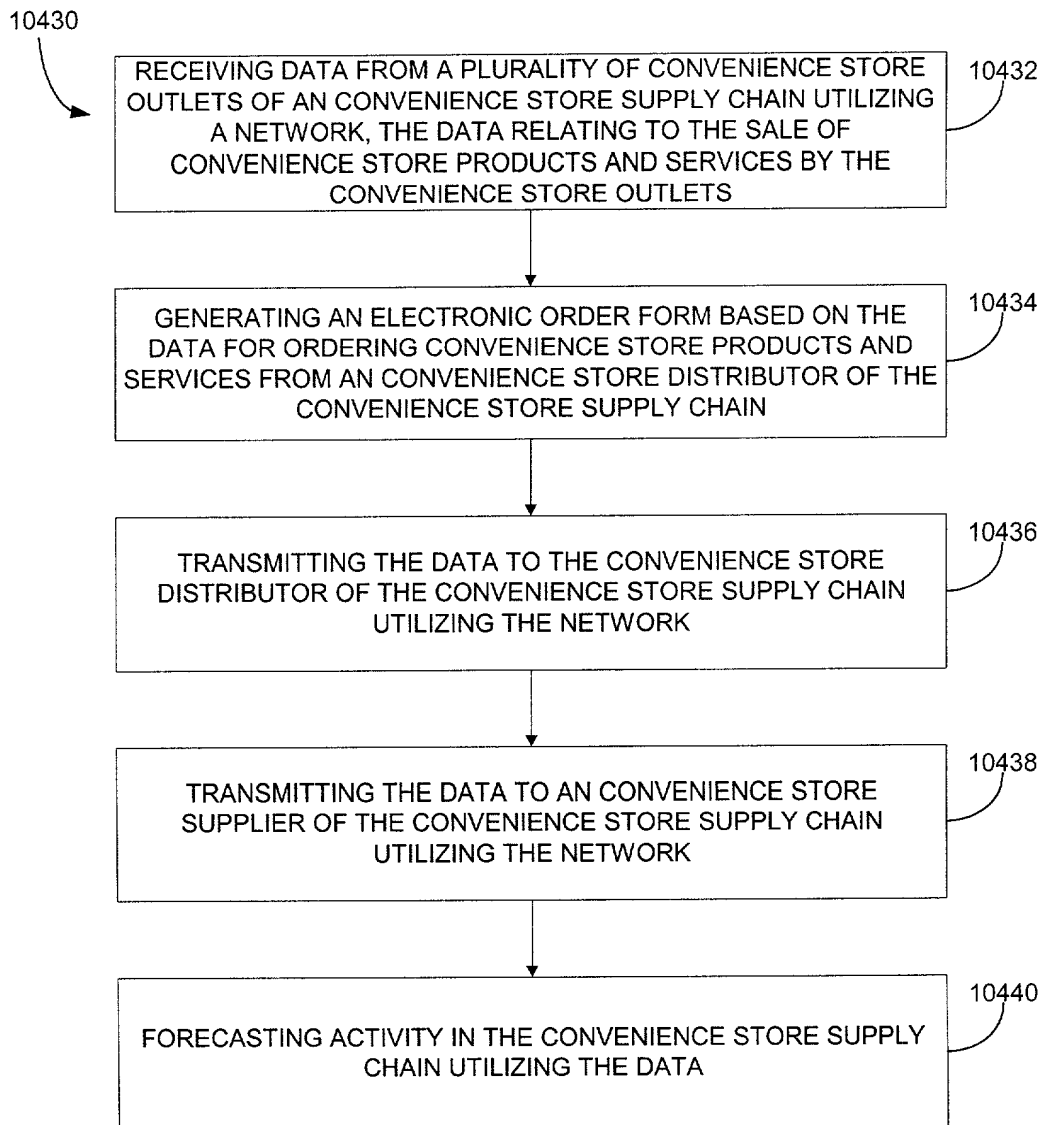 10430
RECEIVING DATA FROM A PLURALITY OF CONVENIENCE STORE
OUTLETS OF AN CONVENIENCE STORE SUPPLY CHAIN UTILIZING
A NETWORK, THE DATA RELATING TO THE SALE OF
CONVENIENCE STORE PRODUCTS AND SERVICES BY THE
CONVENIENCE STORE OUTLETS
10432
GENERATING AN ELECTRONIC ORDER FORM BASED ON THE
DATA FOR ORDERING CONVENIENCE STORE PRODUCTS AND
SERVICES FROM AN CONVENIENCE STORE DISTRIBUTOR OF THE
CONVENIENCE STORE SUPPLY CHAIN
10434
TRANSMITTING THE DATA TO THE CONVENIENCE STORE
DISTRIBUTOR OF THE CONVENIENCE STORE SUPPLY CHAIN
UTILIZING THE NETWORK
10436
TRANSMITTING THE DATA TO AN CONVENIENCE STORE
SUPPLIER OF THE CONVENIENCE STORE SUPPLY CHAIN
UTILIZING THE NETWORK
10438
FORECASTING ACTIVITY IN THE CONVENIENCE STORE SUPPLY
CHAIN UTILIZING THE DATA
10440